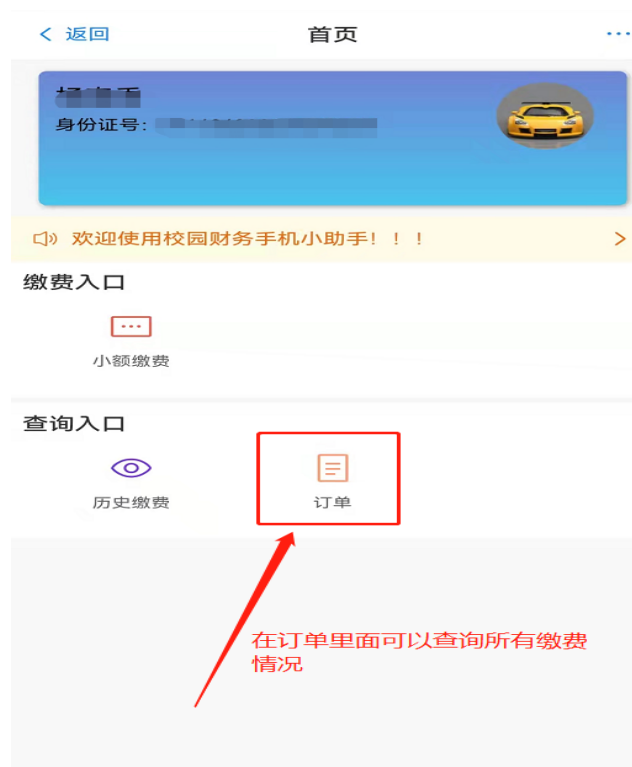 返回
首页
身份证号:
欢迎使用校园财务手机小助手！！！
缴费入口
小额缴费
查询入口
历史缴费
订单
在订单里面可以查询所有缴费
情况